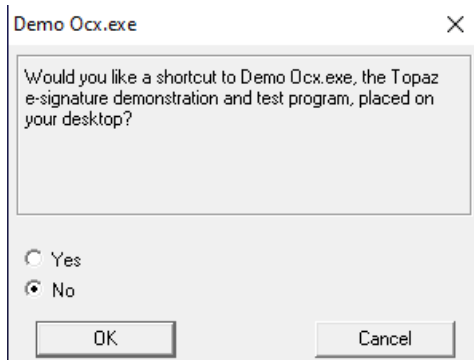 Demo Ocx.exe
Would you like a shortcut to Demo Ocx.exe, the Topaz
e-signature demonstration and test program, placed on
your desktop?
Yes
No
OK
Cancel